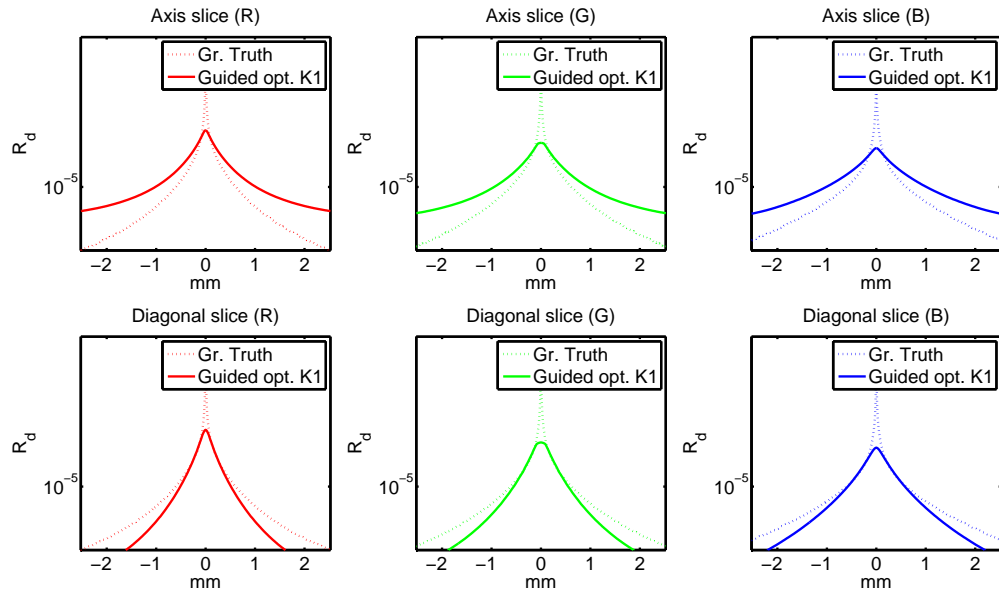 Axis slice (R)
Gr. Truth
Guided opt. K1
R_d
10^−5
−2 −1 0 1 2
mm
Axis slice (G)
Gr. Truth
Guided opt. K1
R_d
10^−5
−2 −1 0 1 2
mm
Axis slice (B)
Gr. Truth
Guided opt. K1
R_d
10^−5
−2 −1 0 1 2
mm
Diagonal slice (R)
Gr. Truth
Guided opt. K1
R_d
10^−5
−2 −1 0 1 2
mm
Diagonal slice (G)
Gr. Truth
Guided opt. K1
R_d
10^−5
−2 −1 0 1 2
mm
Diagonal slice (B)
Gr. Truth
Guided opt. K1
R_d
10^−5
−2 −1 0 1 2
mm